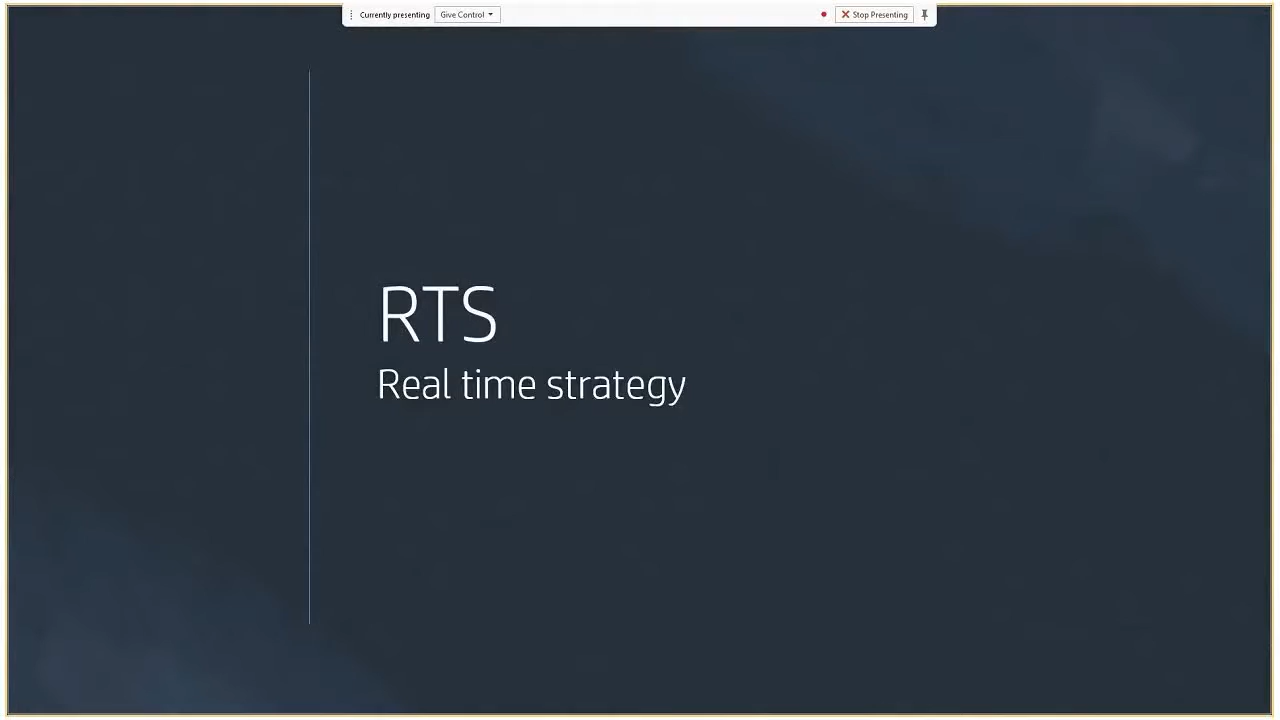 Currently presenting Give Control Stop Presenting
RTS
Real time strategy